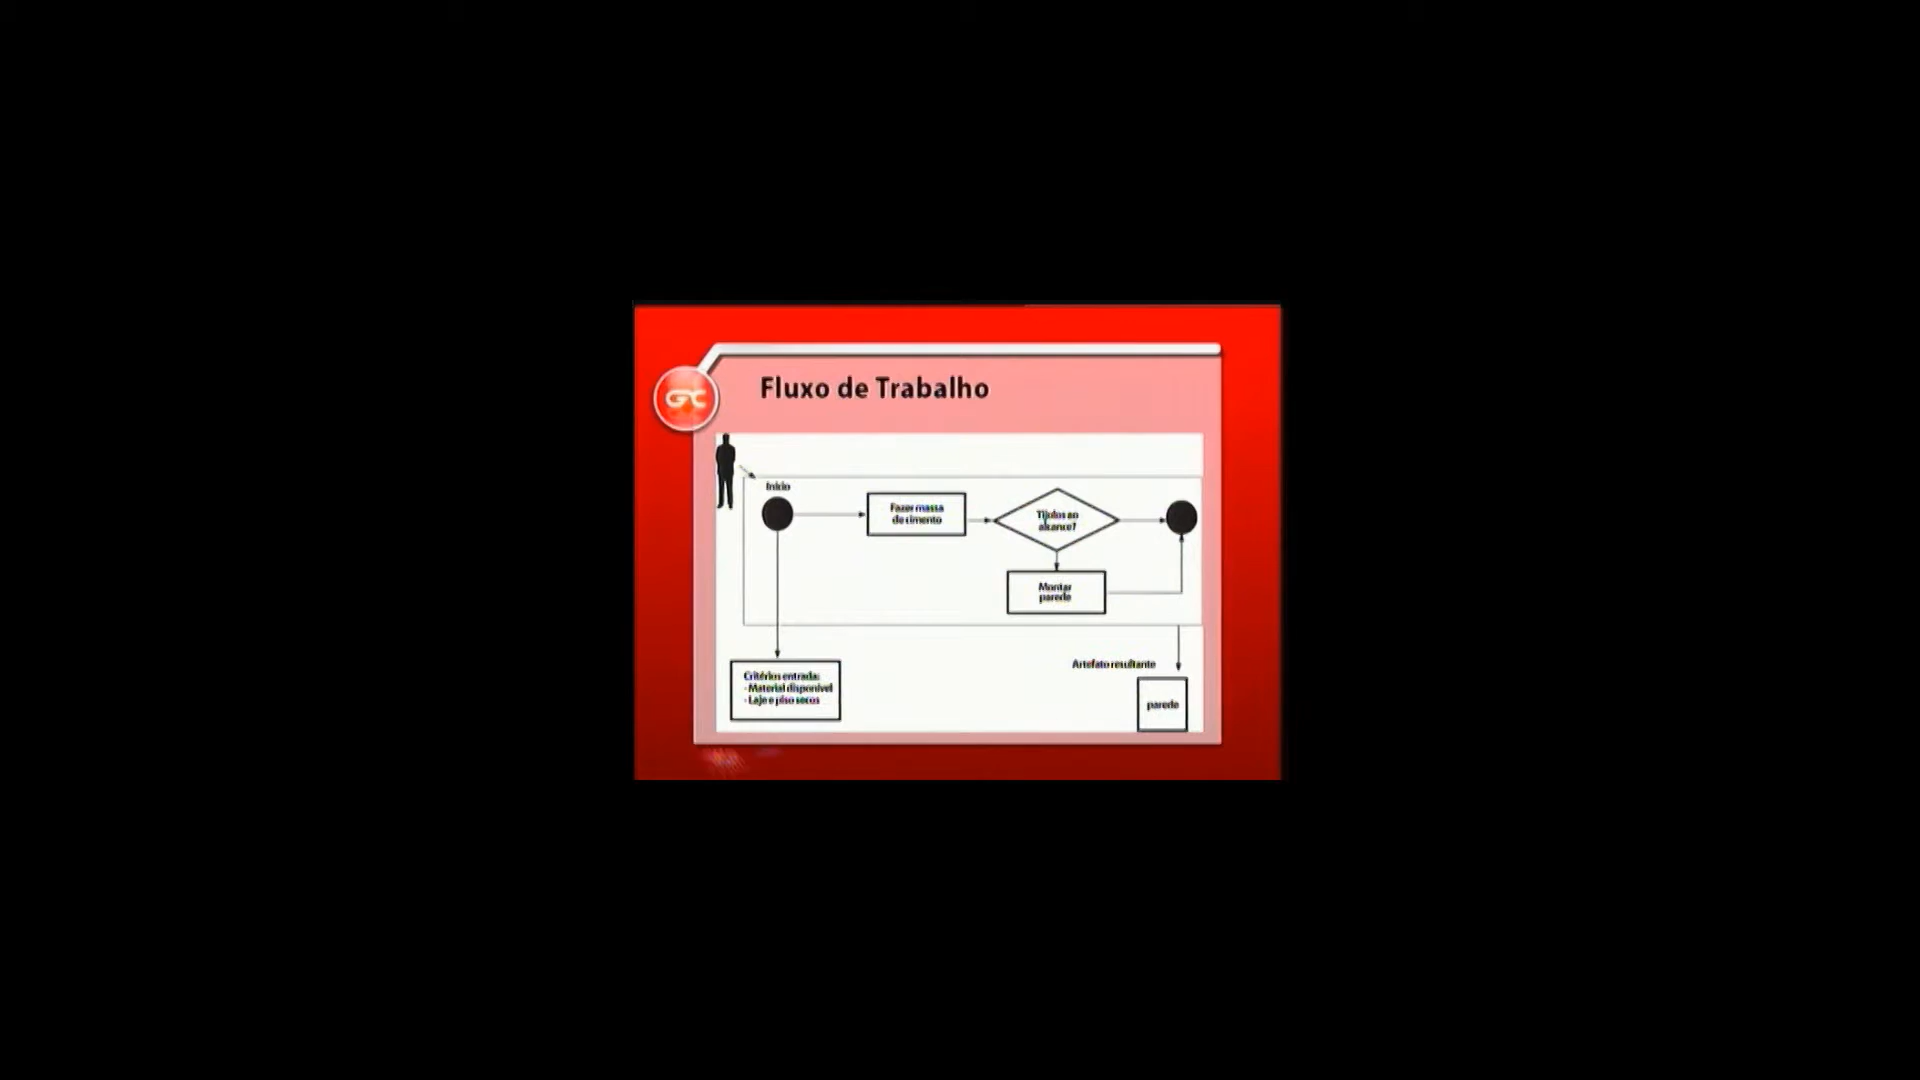 GC
Fluxo de Trabalho
Início
Fazer massa
de cimento
Tijolos ao
alcance?
Montar
parede
Critérios entrada:
- Material disponível
- Laje e piso secos
Artefato resultante
parede